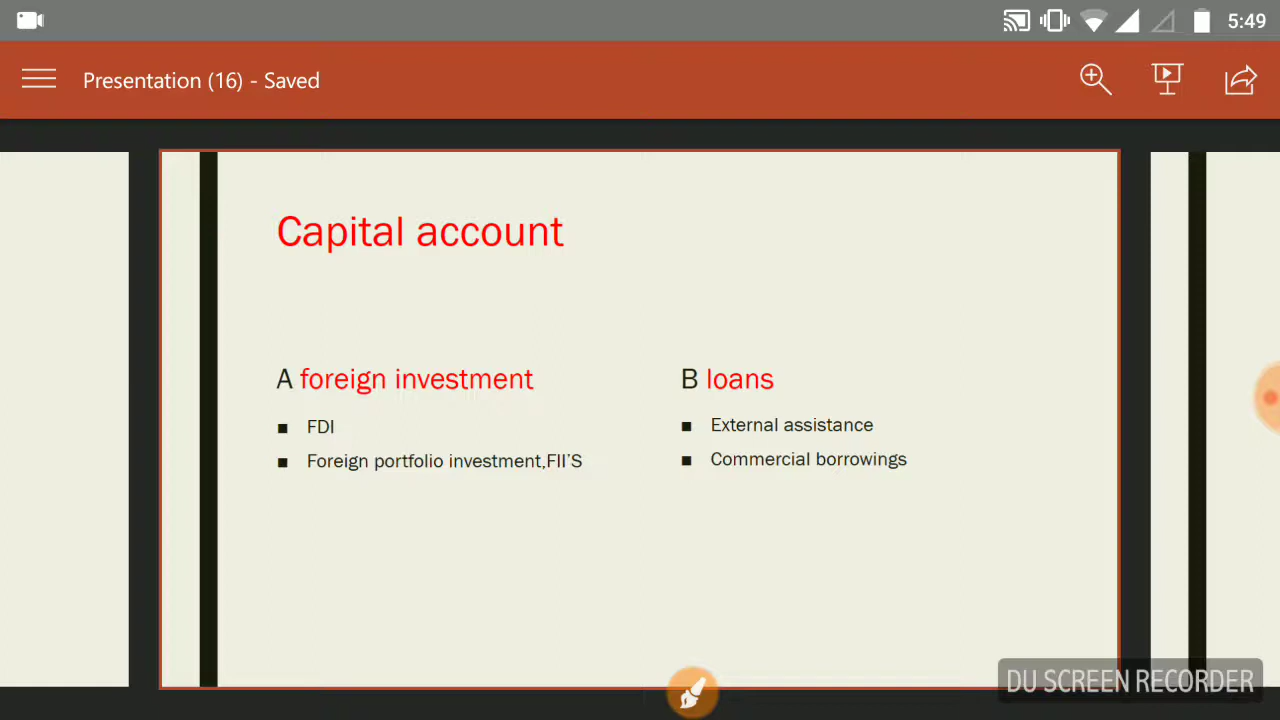 5:49
Presentation (16) - Saved
Capital account
A foreign investment
■ FDI
■ Foreign portfolio investment,FII'S
B loans
■ External assistance
■ Commercial borrowings
DU SCREEN RECORDER